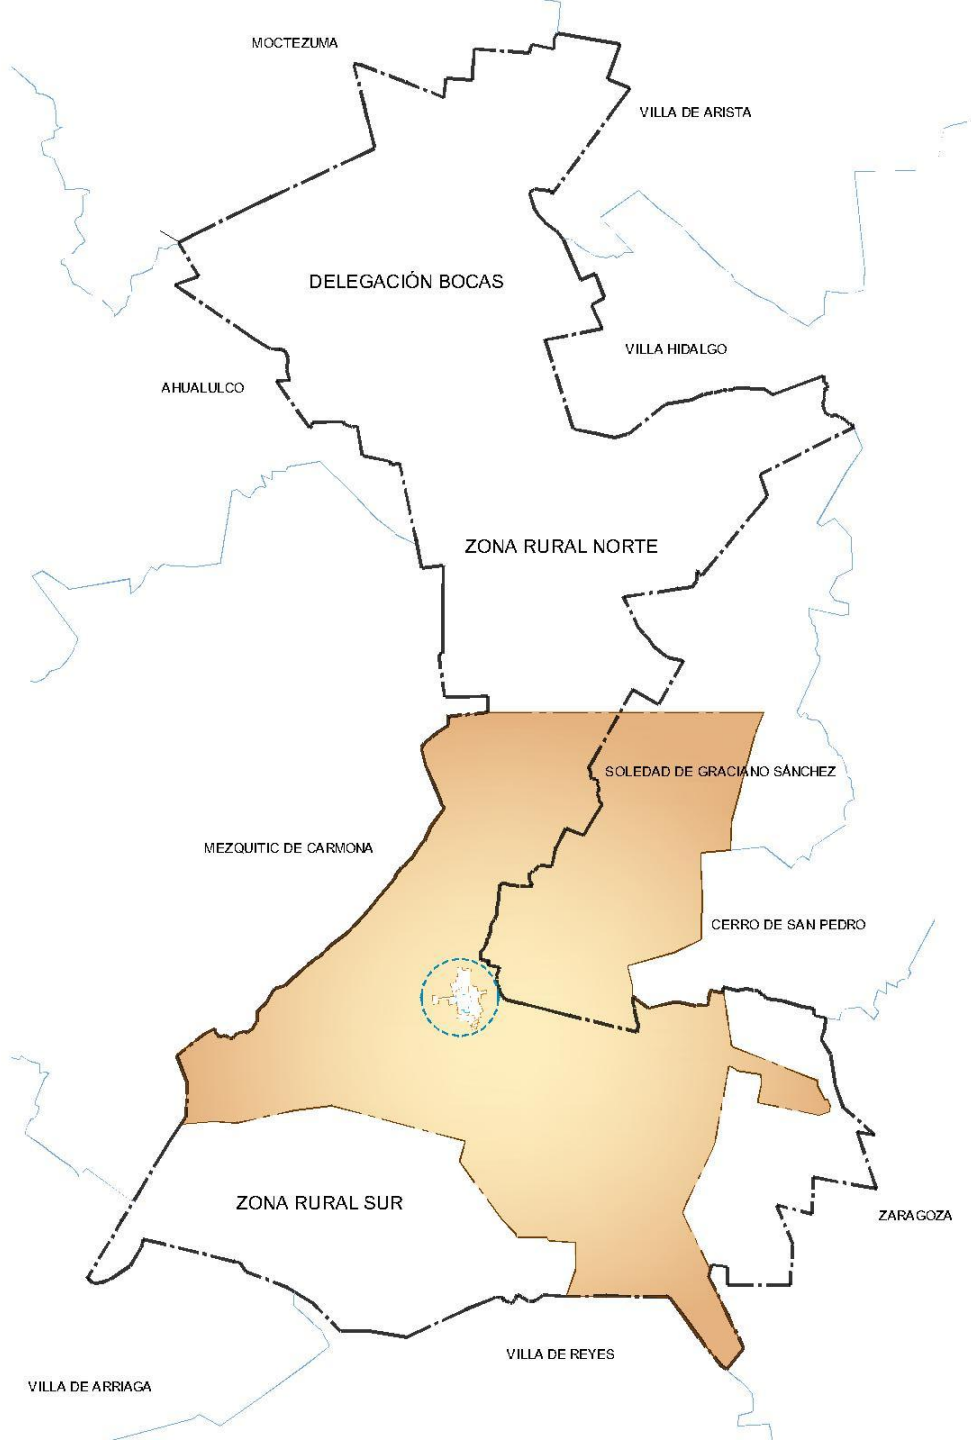 MOCTEZUMA
VILLA DE ARISTA
DELEGACIÓN BOCAS
VILLA HIDALGO
AHUALULCO
ZONA RURAL NORTE
SOLEDAD DE GRACIANO SÁNCHEZ
MEZQUITIC DE CARMONA
CERRO DE SAN PEDRO
ZONA RURAL SUR
ZARAGOZA
VILLA DE REYES
VILLA DE ARRIAGA